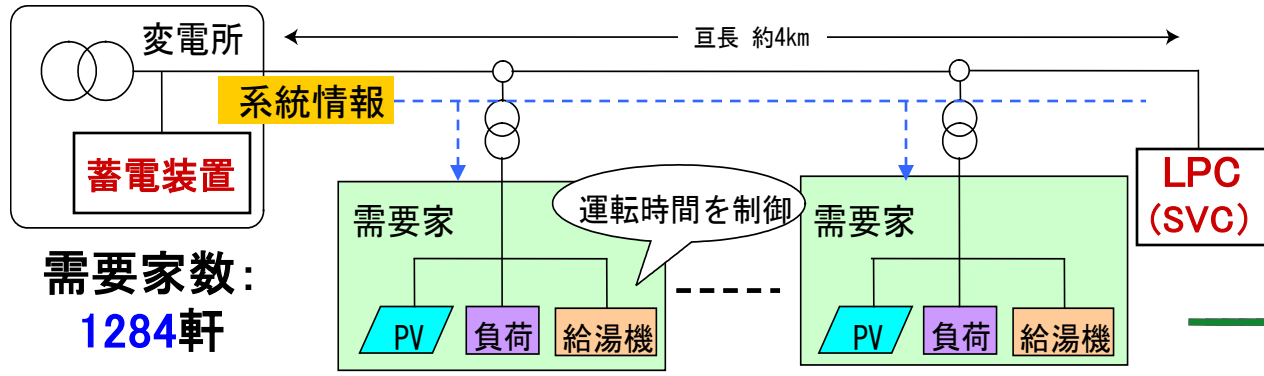 変電所
亘長 約4km
系統情報
蓄電装置
LPC
(SVC)
需要家
運転時間を制御
需要家
需要家数:
1284軒
PV
負荷
給湯機
PV
負荷
給湯機